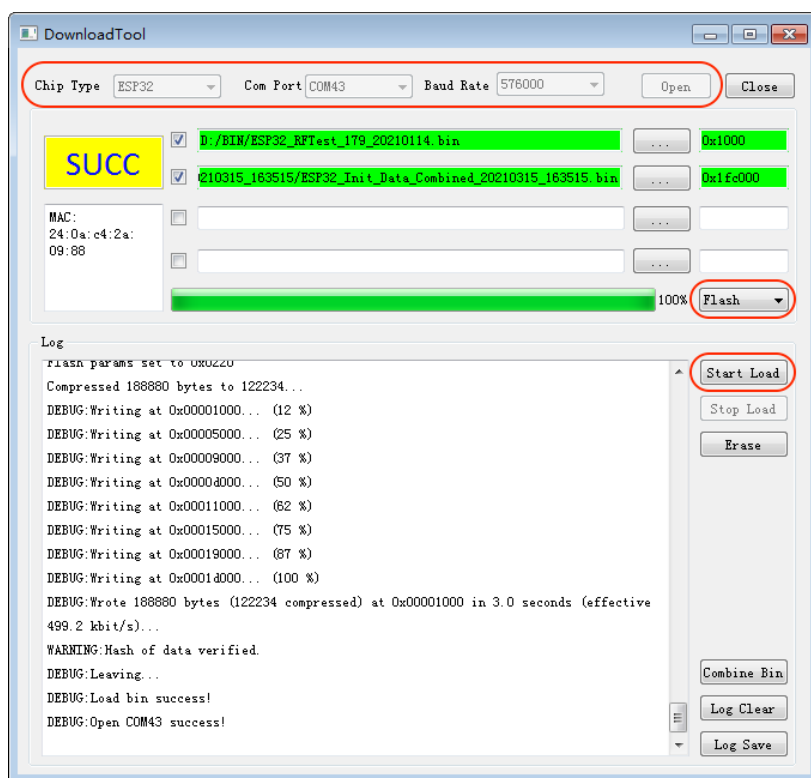 DownloadTool
Chip Type ESP32 Com Port COM43 Baud Rate 576000 Open Close
SUCC
D:/BIN/ESP32_RFTest_179_20210114.bin ... 0x1000
210315_163515/ESP32_Init_Data_Combined_20210315_163515.bin ... 0x1fc000
MAC:
24:0a:c4:2a:
09:88
...
...
100% Flash
Log
Flash params set to 0x0220
Compressed 188880 bytes to 122234...
DEBUG:Writing at 0x00001000... (12 %)
DEBUG:Writing at 0x00005000... (25 %)
DEBUG:Writing at 0x00009000... (37 %)
DEBUG:Writing at 0x0000d000... (50 %)
DEBUG:Writing at 0x00011000... (62 %)
DEBUG:Writing at 0x00015000... (75 %)
DEBUG:Writing at 0x00019000... (87 %)
DEBUG:Writing at 0x0001d000... (100 %)
DEBUG:Wrote 188880 bytes (122234 compressed) at 0x00001000 in 3.0 seconds (effective
499.2 kbit/s)...
WARNING:Hash of data verified.
DEBUG:Leaving...
DEBUG:Load bin success!
DEBUG:Open COM43 success!
Start Load
Stop Load
Erase
Combine Bin
Log Clear
Log Save